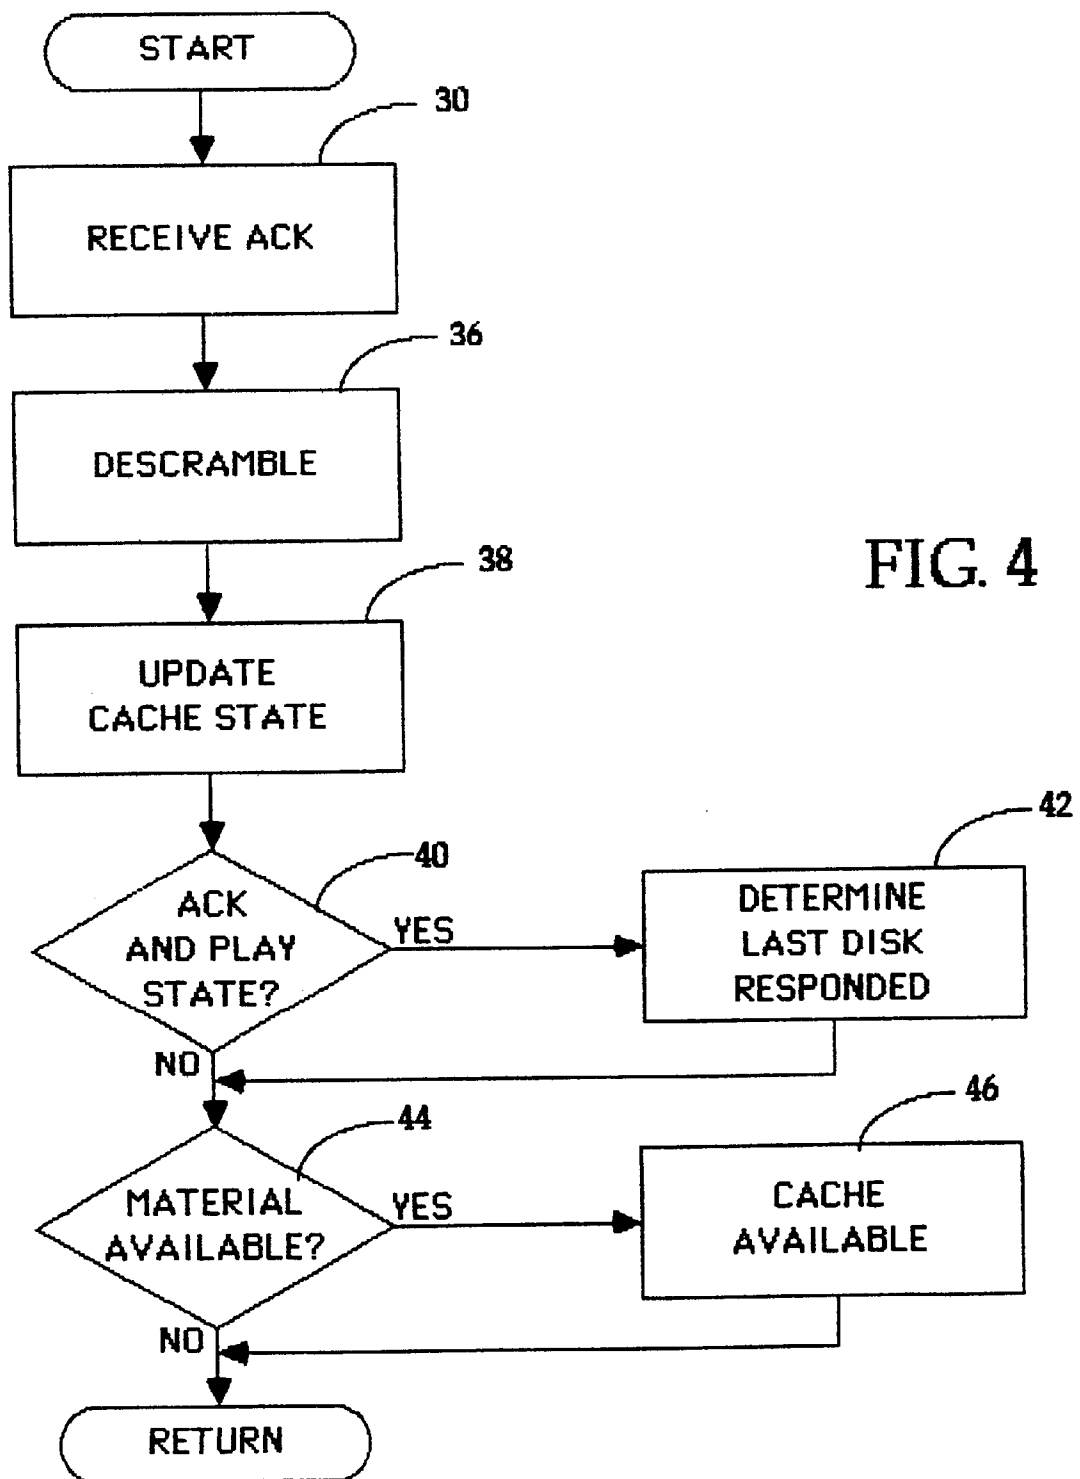 START
30
RECEIVE ACK
36
DESCRAMBLE
38
FIG. 4
UPDATE
CACHE STATE
40
ACK
AND PLAY
STATE?
YES
42
DETERMINE
LAST DISK
RESPONDED
NO
44
MATERIAL
AVAILABLE?
YES
46
CACHE
AVAILABLE
NO
RETURN